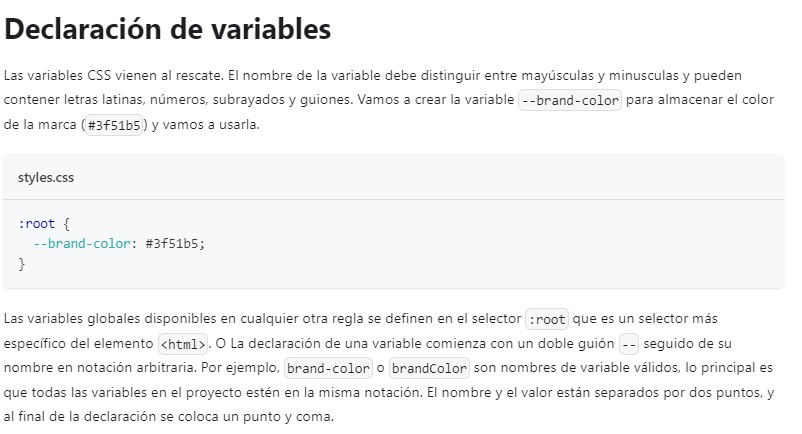 Declaración de variables
Las variables CSS vienen al rescate. El nombre de la variable debe distinguir entre mayúsculas y minusculas y pueden
contener letras latinas, números, subrayados y guiones. Vamos a crear la variable --brand-color para almacenar el color
de la marca (#3f51b5) y vamos a usarla.
styles.css
:root {
  --brand-color: #3f51b5;
}
Las variables globales disponibles en cualquier otra regla se definen en el selector :root que es un selector más
específico del elemento <html>. O La declaración de una variable comienza con un doble guión -- seguido de su
nombre en notación arbitraria. Por ejemplo, brand-color o brandColor son nombres de variable válidos, lo principal es
que todas las variables en el proyecto estén en la misma notación. El nombre y el valor están separados por dos puntos, y
al final de la declaración se coloca un punto y coma.